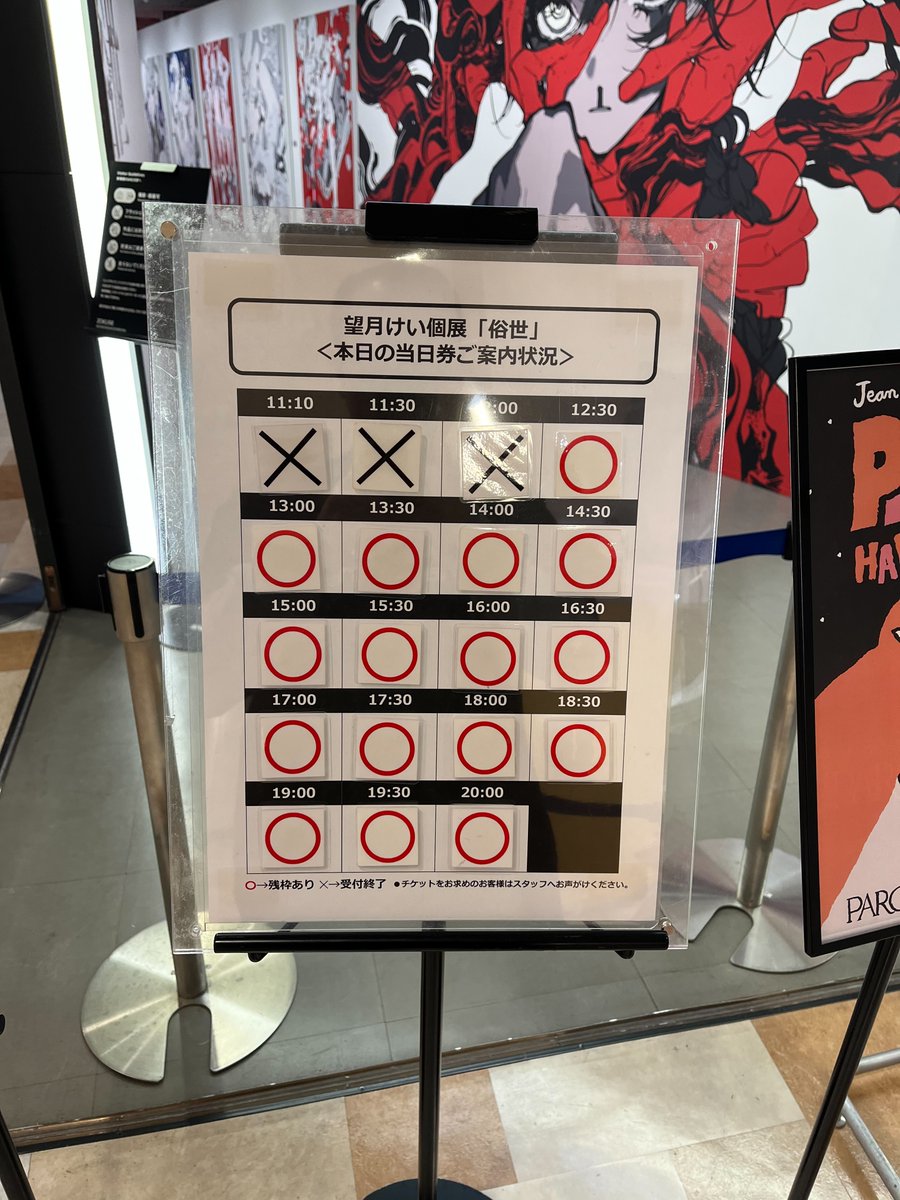 望月けい個展「俗世」
＜本日の当日券ご案内状況＞
11:10 11:30 :00 12:30
× × × ○
13:00 13:30 14:00 14:30
○ ○ ○ ○
15:00 15:30 16:00 16:30
○ ○ ○ ○
17:00 17:30 18:00 18:30
○ ○ ○ ○
19:00 19:30 20:00
○ ○ ○
○→残枠あり ×→受付終了 ●チケットをお求めのお客様はスタッフへお声がけください。
Jean
HA
PARC